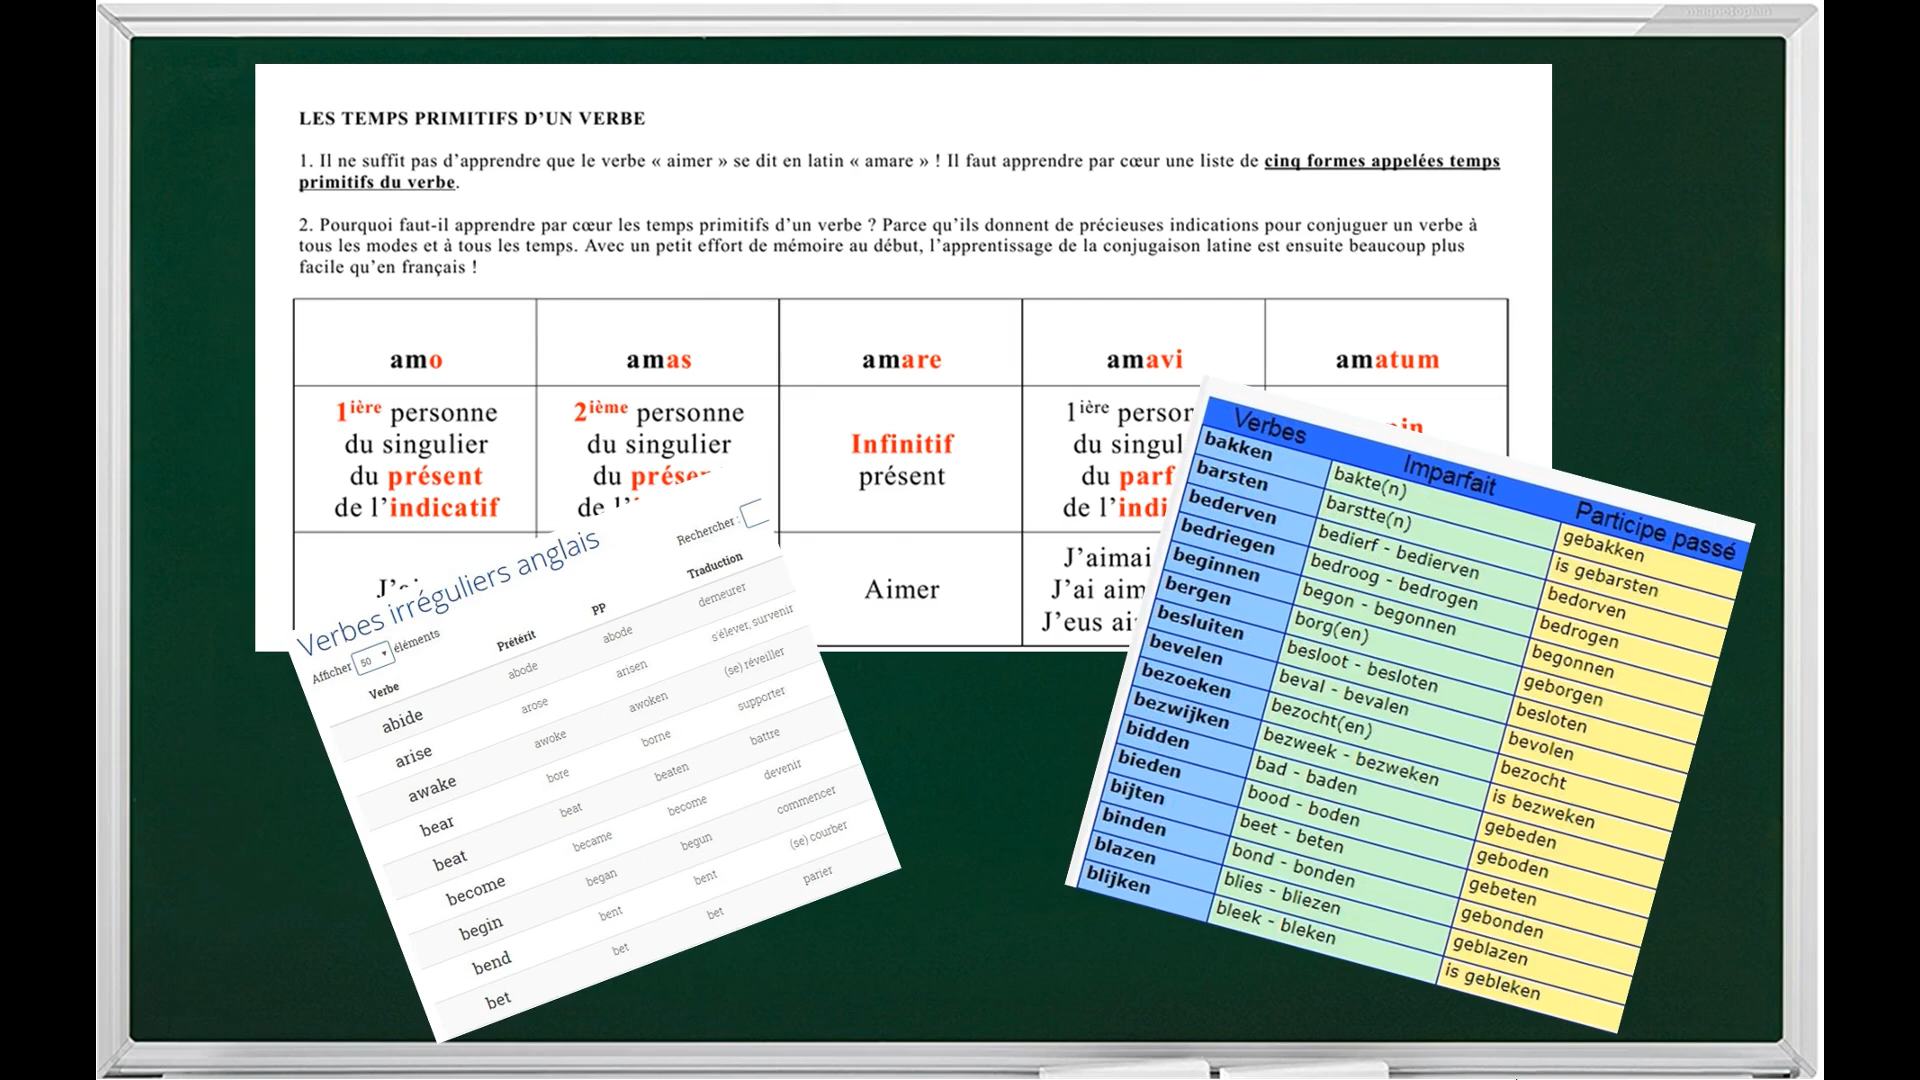 magnetoplan
LES TEMPS PRIMITIFS D’UN VERBE
1. Il ne suffit pas d’apprendre que le verbe « aimer » se dit en latin « amare » ! Il faut apprendre par cœur une liste de cinq formes appelées temps
primitifs du verbe.
2. Pourquoi faut-il apprendre par cœur les temps primitifs d’un verbe ? Parce qu’ils donnent de précieuses indications pour conjuguer un verbe à
tous les modes et à tous les temps. Avec un petit effort de mémoire au début, l’apprentissage de la conjugaison latine est ensuite beaucoup plus
facile qu’en français !
amo amas amare amavi amatum
1ière personne
du singulier
du présent
de l’indicatif
2ième personne
du singulier
du
de
Infinitif
présent
1ière
du
du
de
Aimer
J’ai
J’eus
Verbes irréguliers anglais
Afficher 50 éléments
Rechercher :
Verbe Prétérit PP Traduction
abide abode abode demeurer
arise arose arisen s'élever, survenir
awake awoke awoken (se) réveiller
bear bore borne supporter
beat beat beaten battre
become became become devenir
begin began begun commencer
bend bent bent (se) courber
bet bet bet parier
Verbes Imparfait Participe passé
bakken bakte(n) gebakken
barsten barstte(n) is gebarsten
bederven bedierf - bedierven bedorven
bedriegen bedroog - bedrogen bedrogen
beginnen begon - begonnen begonnen
bergen borg(en) geborgen
besluiten besloot - besloten besloten
bevelen beval - bevalen bevolen
bezoeken bezocht(en) bezocht
bezwijken bezweek - bezweken is bezweken
bidden bad - baden gebeden
bieden bood - boden geboden
bijten beet - beten gebeten
binden bond - bonden gebonden
blazen blies - bliezen geblazen
blijken bleek - bleken is gebleken